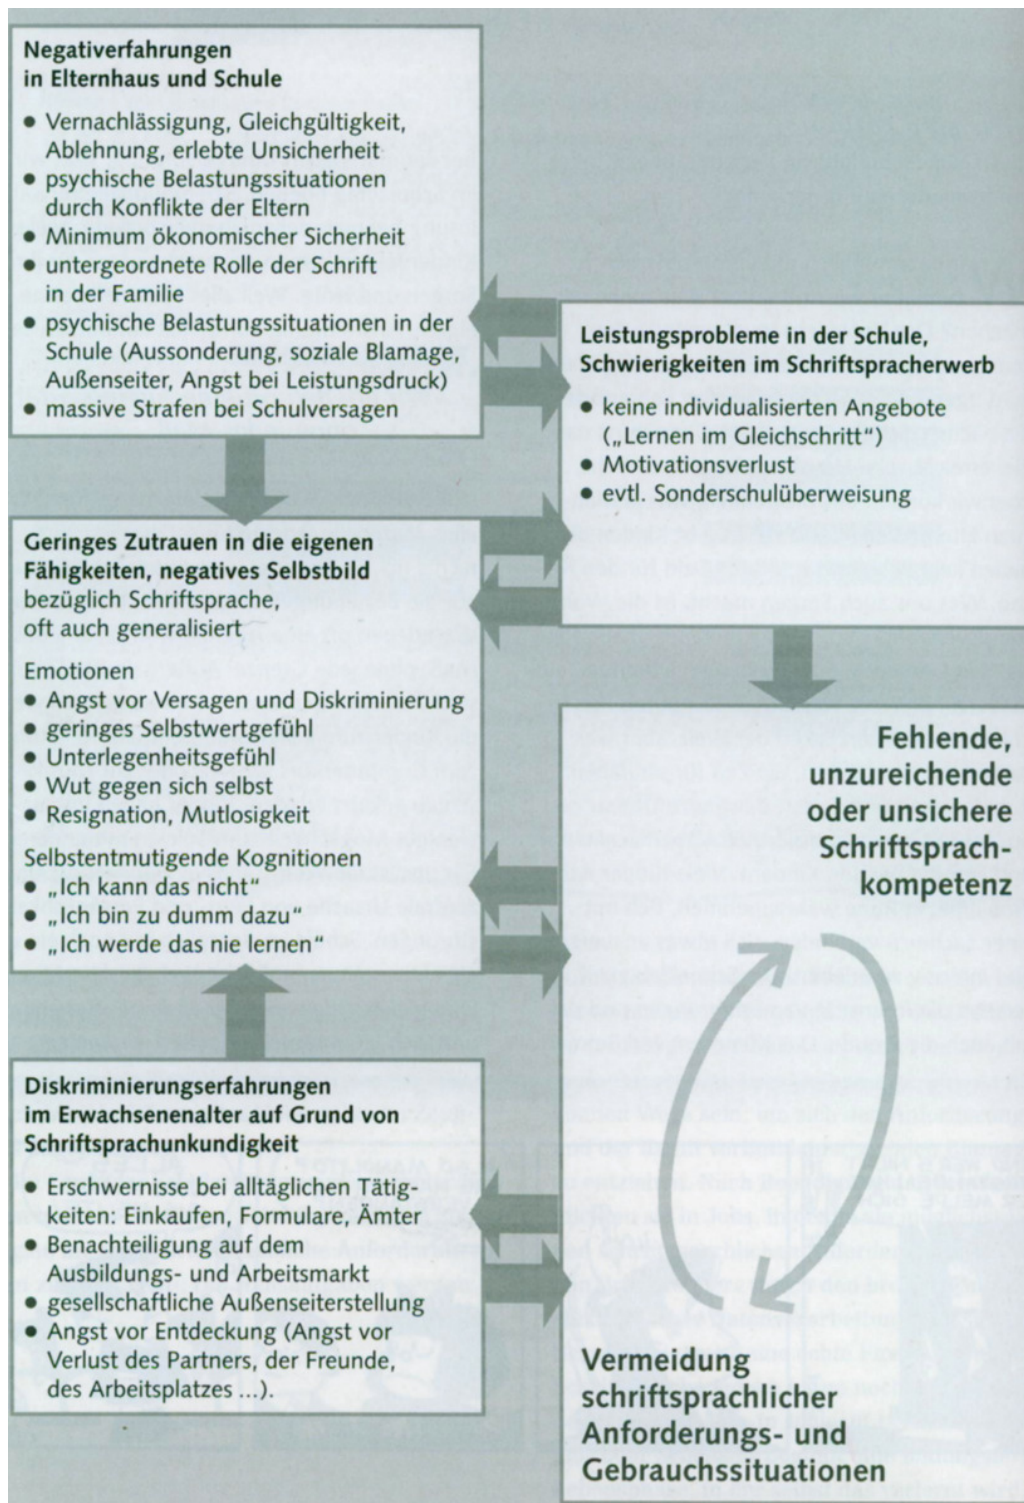 Negativerfahrungen
in Elternhaus und Schule
● Vernachlässigung, Gleichgültigkeit,
Ablehnung, erlebte Unsicherheit
● psychische Belastungssituationen
durch Konflikte der Eltern
● Minimum ökonomischer Sicherheit
● untergeordnete Rolle der Schrift
in der Familie
● psychische Belastungssituationen in der
Schule (Aussonderung, soziale Blamage,
Außenseiter, Angst bei Leistungsdruck)
● massive Strafen bei Schulversagen
Leistungsprobleme in der Schule,
Schwierigkeiten im Schriftspracherwerb
● keine individualisierten Angebote
(„Lernen im Gleichschritt“)
● Motivationsverlust
● evtl. Sonderschulüberweisung
Geringes Zutrauen in die eigenen
Fähigkeiten, negatives Selbstbild
bezüglich Schriftsprache,
oft auch generalisiert
Emotionen
● Angst vor Versagen und Diskriminierung
● geringes Selbstwertgefühl
● Unterlegenheitsgefühl
● Wut gegen sich selbst
● Resignation, Mutlosigkeit
Selbstentmutigende Kognitionen
● „Ich kann das nicht“
● „Ich bin zu dumm dazu“
● „Ich werde das nie lernen“
Fehlende,
unzureichende
oder unsichere
Schriftsprach-
kompetenz
Diskriminierungserfahrungen
im Erwachsenenalter auf Grund von
Schriftsprachunkundigkeit
● Erschwernisse bei alltäglichen Tätig-
keiten: Einkaufen, Formulare, Ämter
● Benachteiligung auf dem
Ausbildungs- und Arbeitsmarkt
● gesellschaftliche Außenseiterstellung
● Angst vor Entdeckung (Angst vor
Verlust des Partners, der Freunde,
des Arbeitsplatzes ...).
Vermeidung
schriftsprachlicher
Anforderungs- und
Gebrauchssituationen